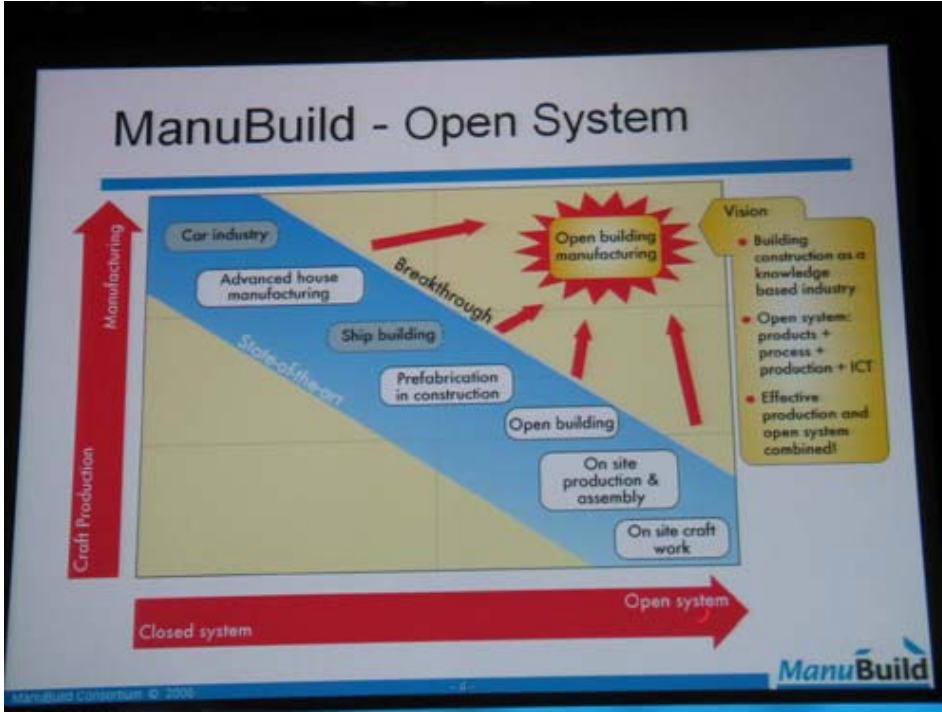 ManuBuild - Open System
Manufacturing
Craft Production
Car industry
Advanced house
manufacturing
Ship building
Prefabrication
in construction
Open building
On site
production &
assembly
On site craft
work
State-of-the-art
Breakthrough
Open building
manufacturing
Vision
Building
construction as a
knowledge
based industry
Open system:
products +
process +
production + ICT
Effective
production and
open system
combined!
Closed system
Open system
ManuBuild Consortium © 2006
ManuBuild